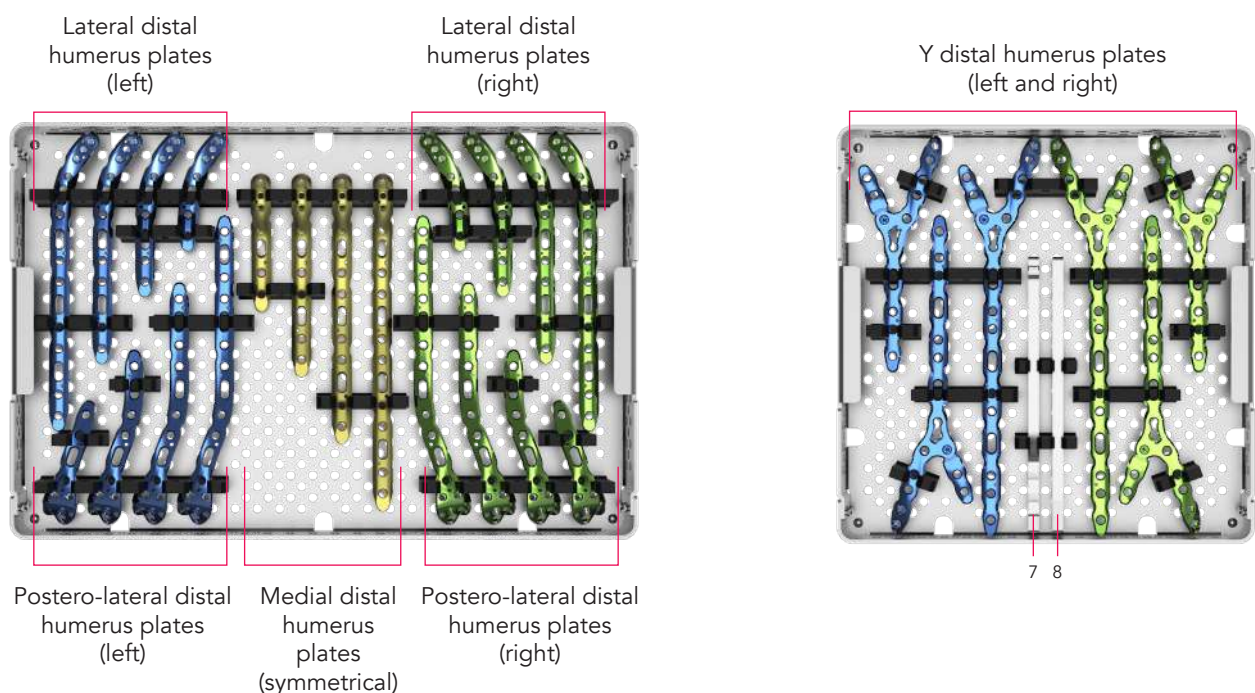 Lateral distal
humerus plates
(left)
Lateral distal
humerus plates
(right)
Y distal humerus plates
(left and right)
7 8
Postero-lateral distal
humerus plates
(left)
Medial distal
humerus
plates
(symmetrical)
Postero-lateral distal
humerus plates
(right)